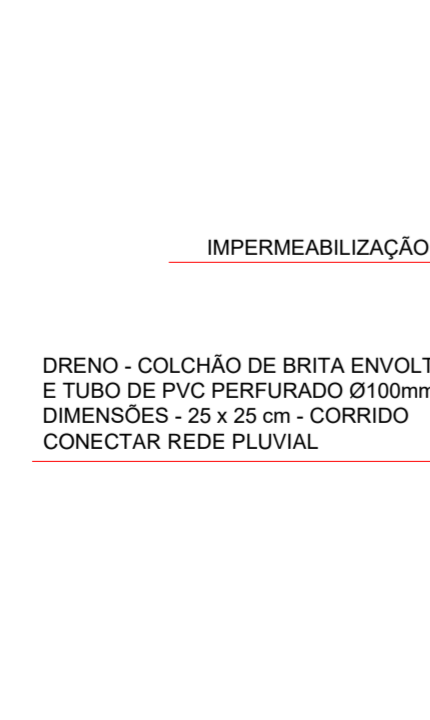 IMPERMEABILIZAÇÃO
DRENO - COLCHÃO DE BRITA ENVOLT
E TUBO DE PVC PERFURADO Ø100mm
DIMENSÕES - 25 x 25 cm - CORRIDO
CONECTAR REDE PLUVIAL